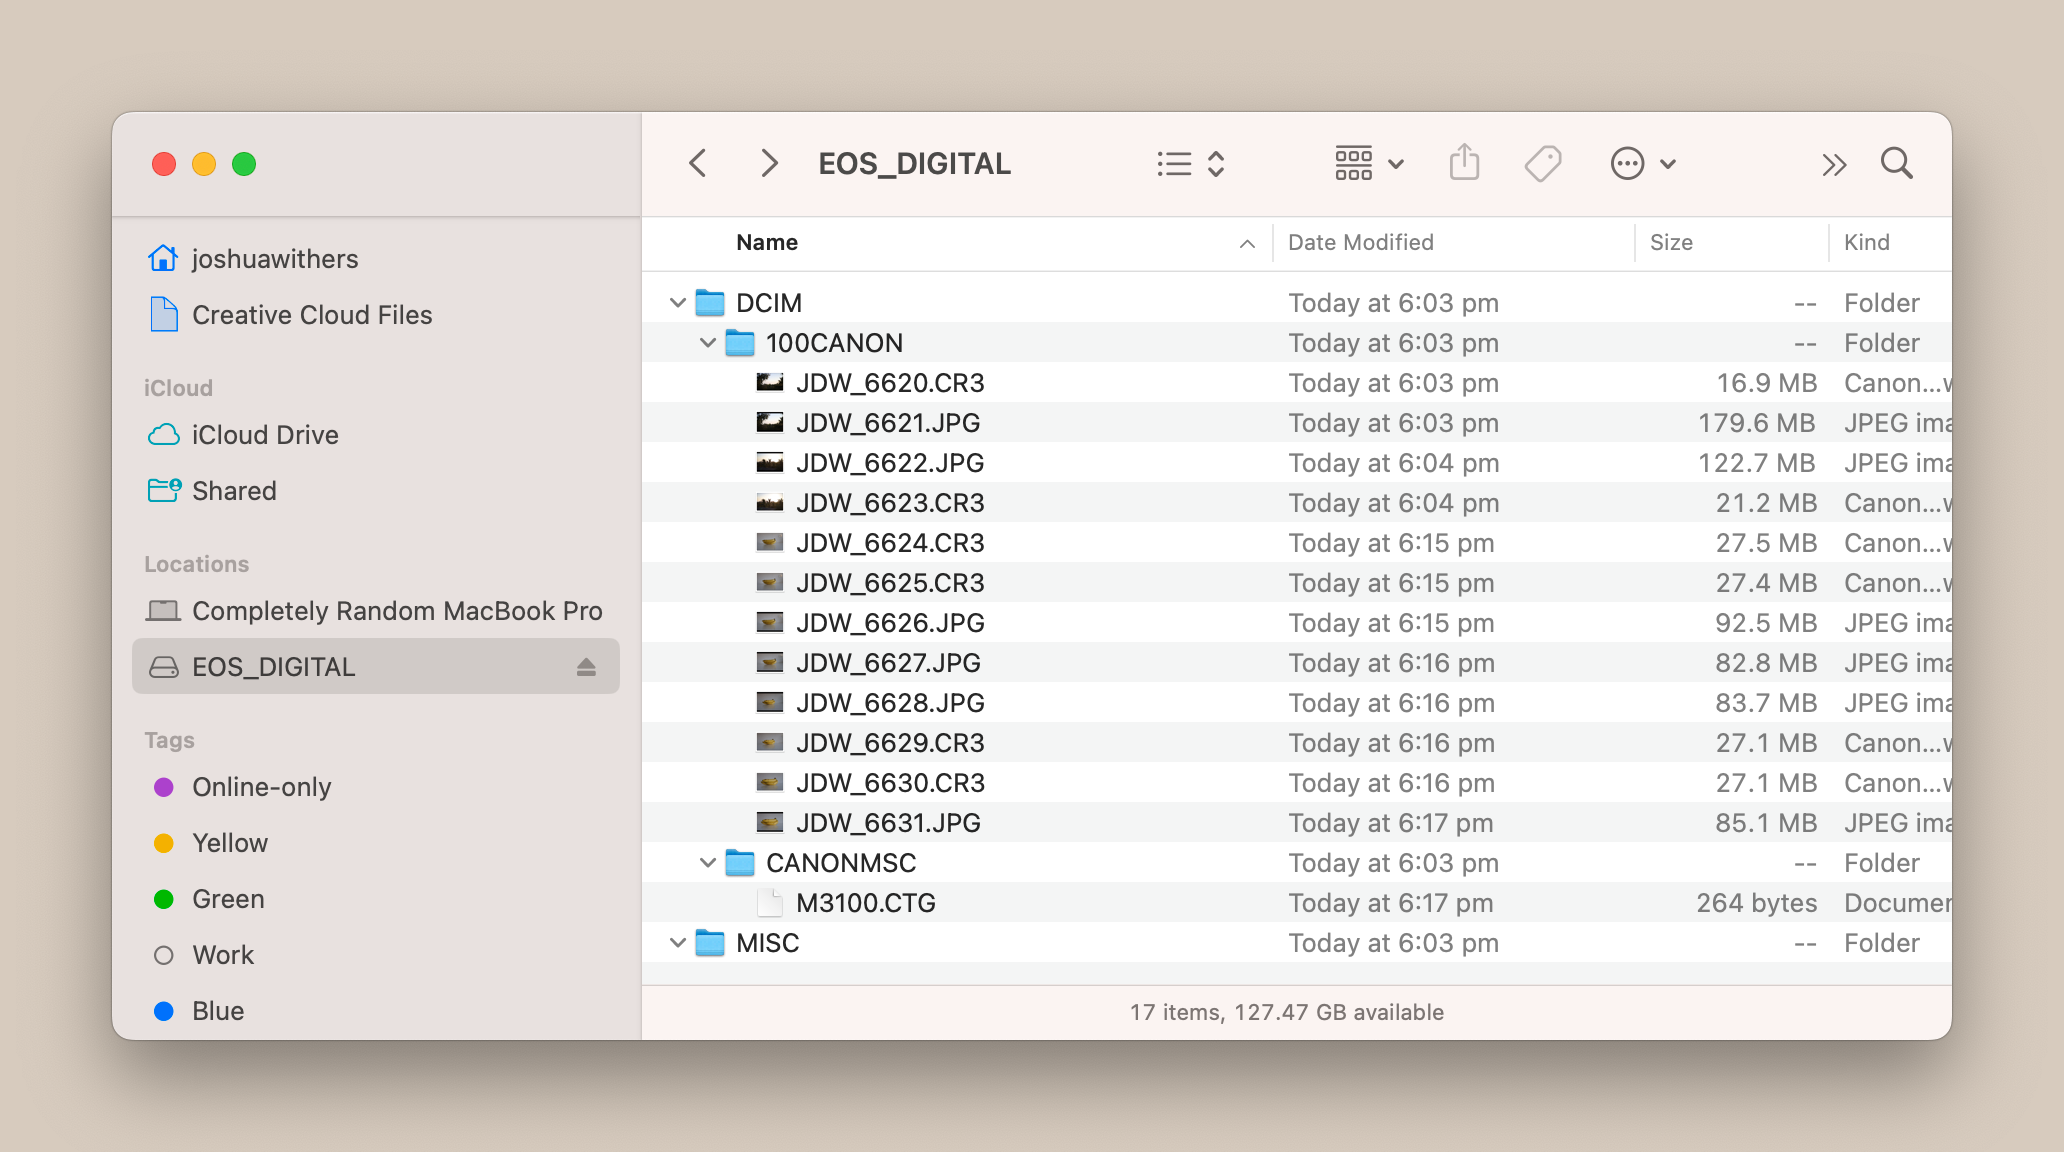 EOS_DIGITAL
joshuawithers
Creative Cloud Files
iCloud
iCloud Drive
Shared
Locations
Completely Random MacBook Pro
EOS_DIGITAL
Tags
Online-only
Yellow
Green
Work
Blue
Name Date Modified Size Kind
DCIM Today at 6:03 pm -- Folder
100CANON Today at 6:03 pm -- Folder
JDW_6620.CR3 Today at 6:03 pm 16.9 MB Canon...w
JDW_6621.JPG Today at 6:03 pm 179.6 MB JPEG ima
JDW_6622.JPG Today at 6:04 pm 122.7 MB JPEG ima
JDW_6623.CR3 Today at 6:04 pm 21.2 MB Canon...w
JDW_6624.CR3 Today at 6:15 pm 27.5 MB Canon...w
JDW_6625.CR3 Today at 6:15 pm 27.4 MB Canon...w
JDW_6626.JPG Today at 6:15 pm 92.5 MB JPEG ima
JDW_6627.JPG Today at 6:16 pm 82.8 MB JPEG ima
JDW_6628.JPG Today at 6:16 pm 83.7 MB JPEG ima
JDW_6629.CR3 Today at 6:16 pm 27.1 MB Canon...w
JDW_6630.CR3 Today at 6:16 pm 27.1 MB Canon...w
JDW_6631.JPG Today at 6:17 pm 85.1 MB JPEG ima
CANONMSC Today at 6:03 pm -- Folder
M3100.CTG Today at 6:17 pm 264 bytes Documen
MISC Today at 6:03 pm -- Folder
17 items, 127.47 GB available